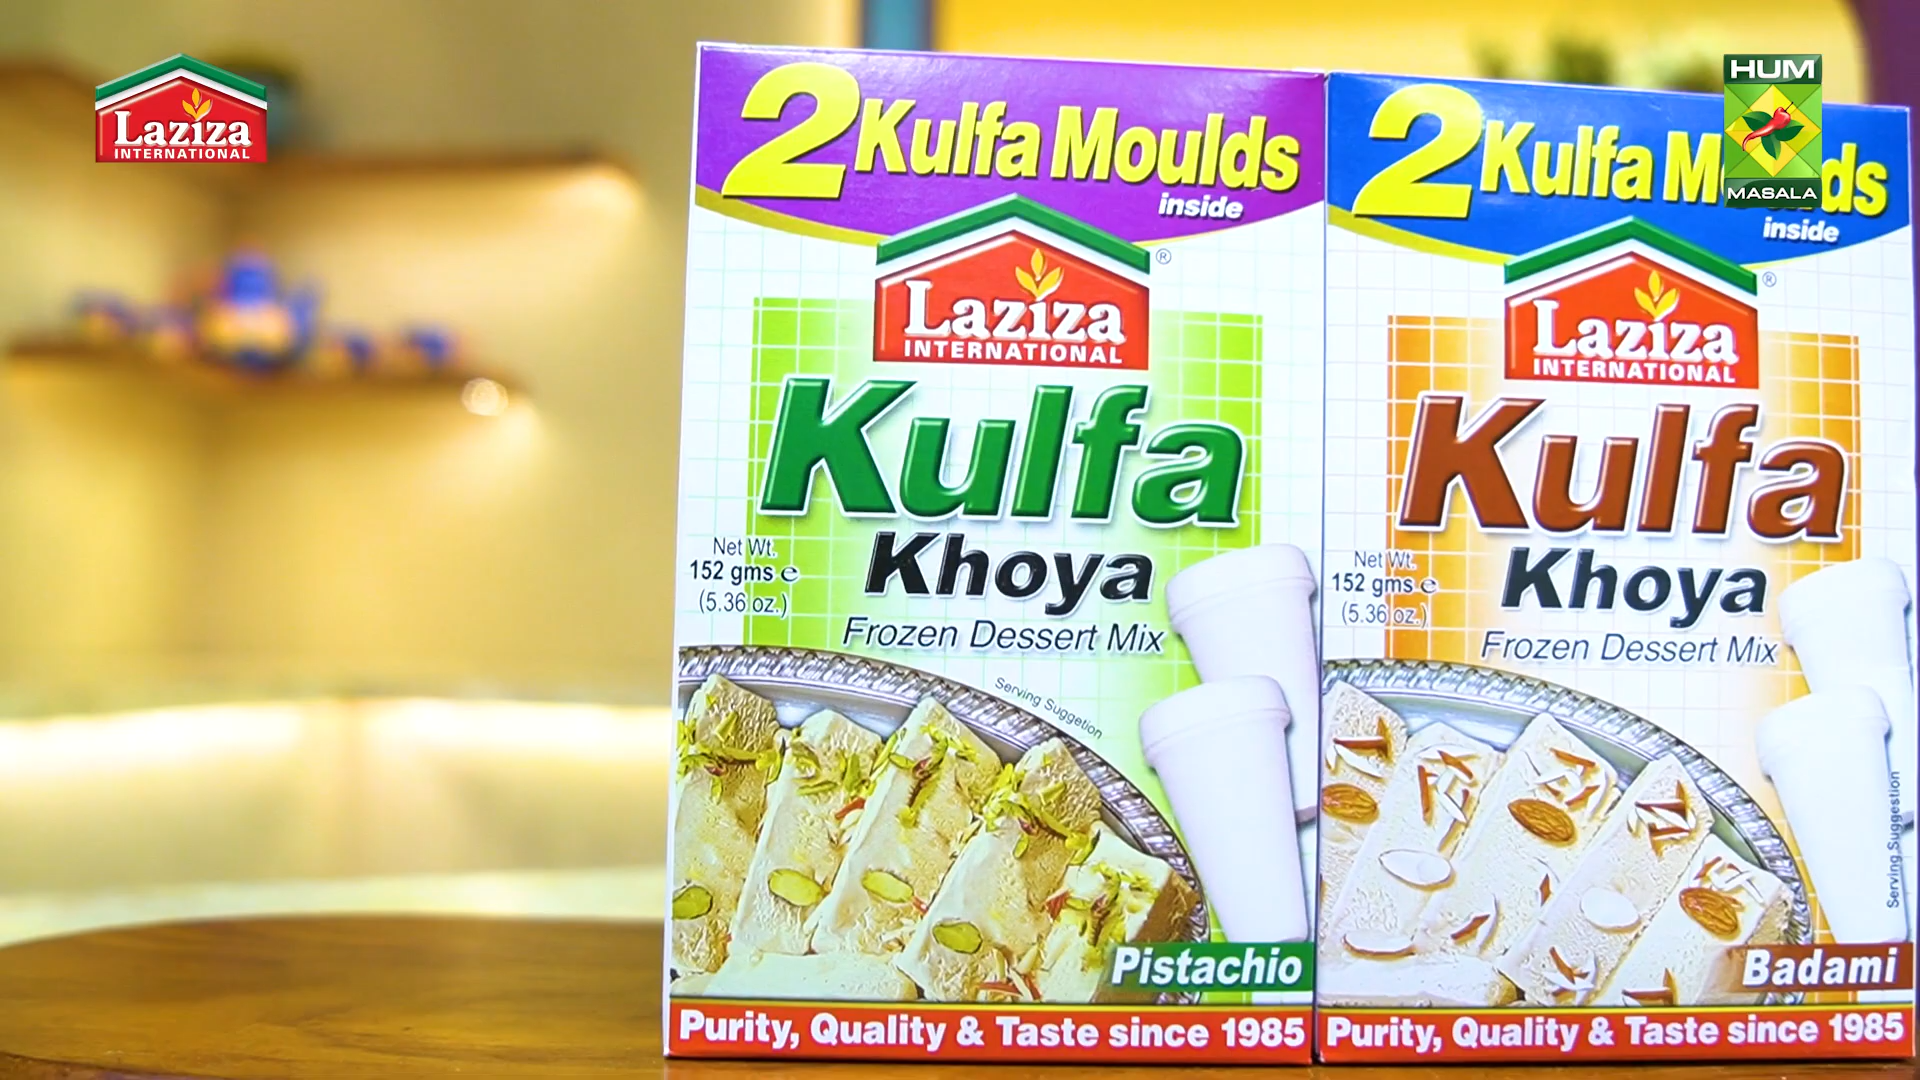 Laziza
INTERNATIONAL
HUM
MASALA
2 Kulfa Moulds
inside
Laziza ®
INTERNATIONAL
Kulfa
Khoya
Frozen Dessert Mix
Net Wt.
152 gms e
(5.36 oz.)
Serving Suggetion
Pistachio
Purity, Quality & Taste since 1985
2 Kulfa M ds
inside
Laziza ®
INTERNATIONAL
Kulfa
Khoya
Frozen Dessert Mix
Net Wt.
152 gms e
(5.36 oz.)
Serving Suggestion
Badami
Purity, Quality & Taste since 1985